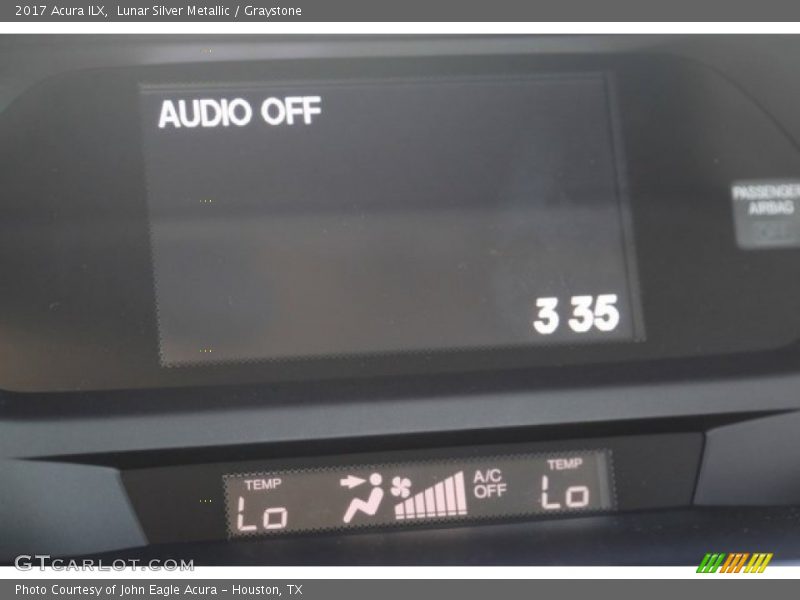 2017 Acura ILX,  Lunar Silver Metallic / Graystone
AUDIO OFF
PASSENGER
AIRBAG
3 35
TEMP
Lo
A/C
OFF
TEMP
Lo
GTCARLOT.COM
Photo Courtesy of John Eagle Acura – Houston, TX